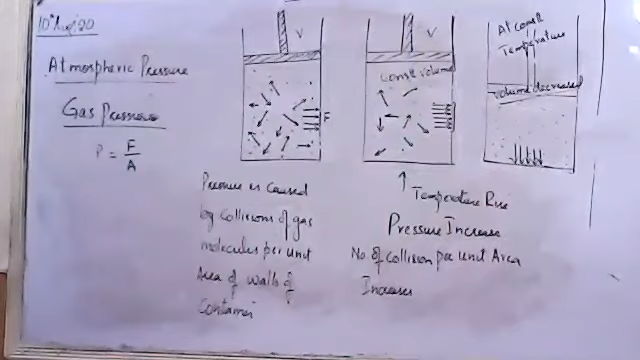 Atmospheric Pressure
Gas Pressure
P = F
A
V
F
Pressure is caused
by collisions of gas
molecules per unit
Area of walls of
Container
V
Const volume
↑ Temperature Rise
Pressure Increase
No. of collision per unit Area
Increases
At const
Temperature
volume decreased